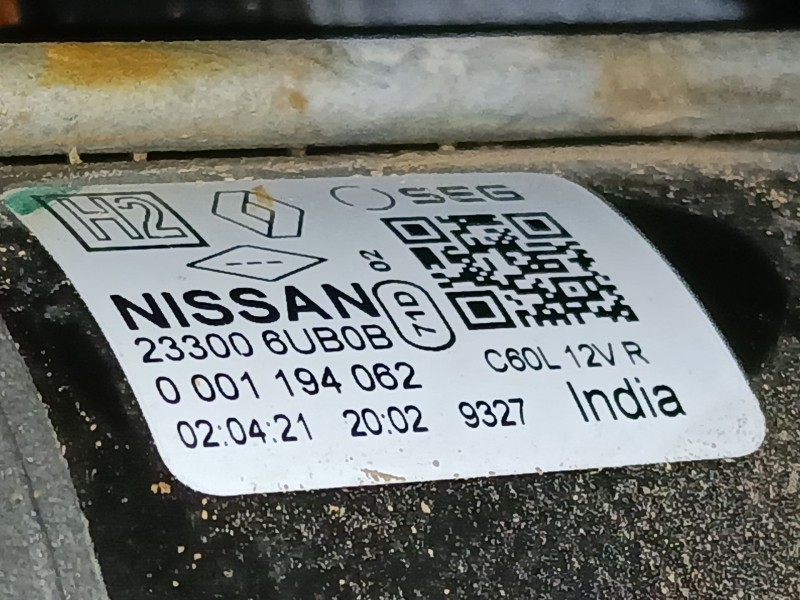 H2
SEG
02
NISSAN
71D
23300 6UB0B
C60L 12V R
0 001 194 062
02:04:21 20:02 9327 India